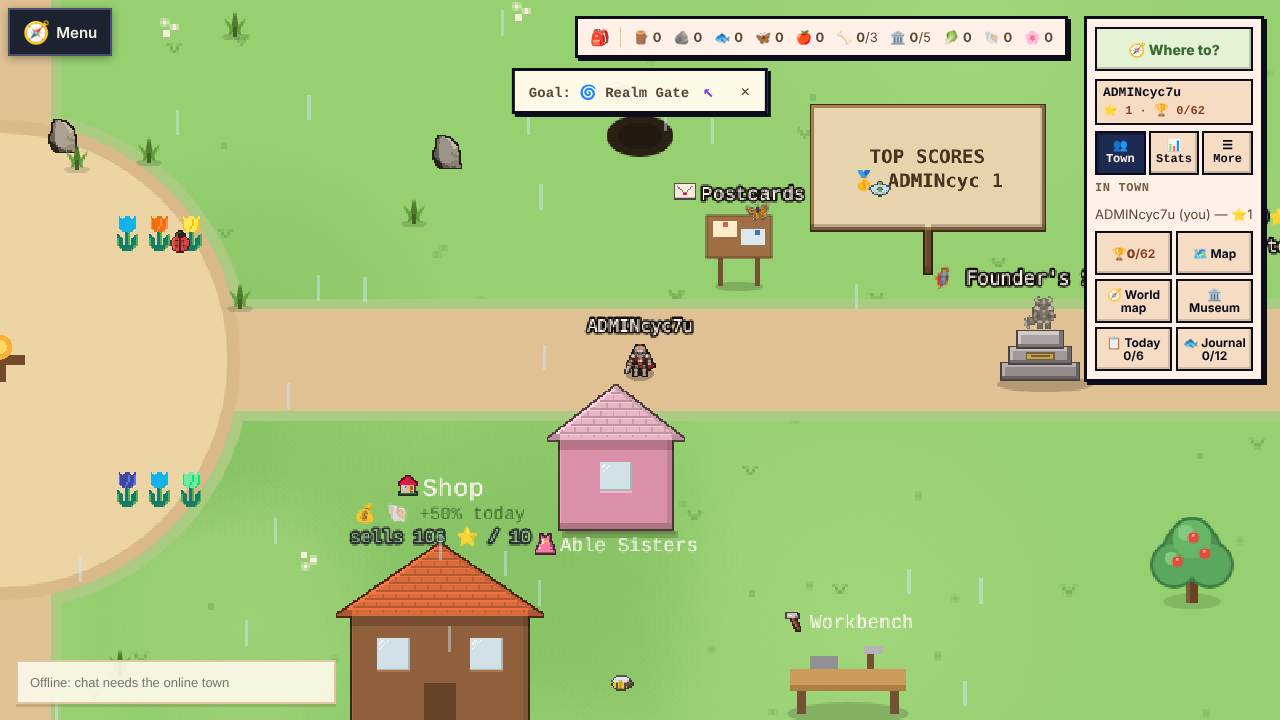 Menu
0 0 0 0 0 0/3 0/5 0 0 0
Where to?
Goal: Realm Gate ×
ADMINcyc7u
1 · 0/62
Town
Stats
More
IN TOWN
ADMINcyc7u (you) — 1
0/62
Map
World map
Museum
Today 0/6
Journal 0/12
TOP SCORES
ADMINcyc 1
Postcards
Founder's
ADMINcyc7u
Shop
+50% today
sells 106 / 10
Able Sisters
Workbench
Offline: chat needs the online town